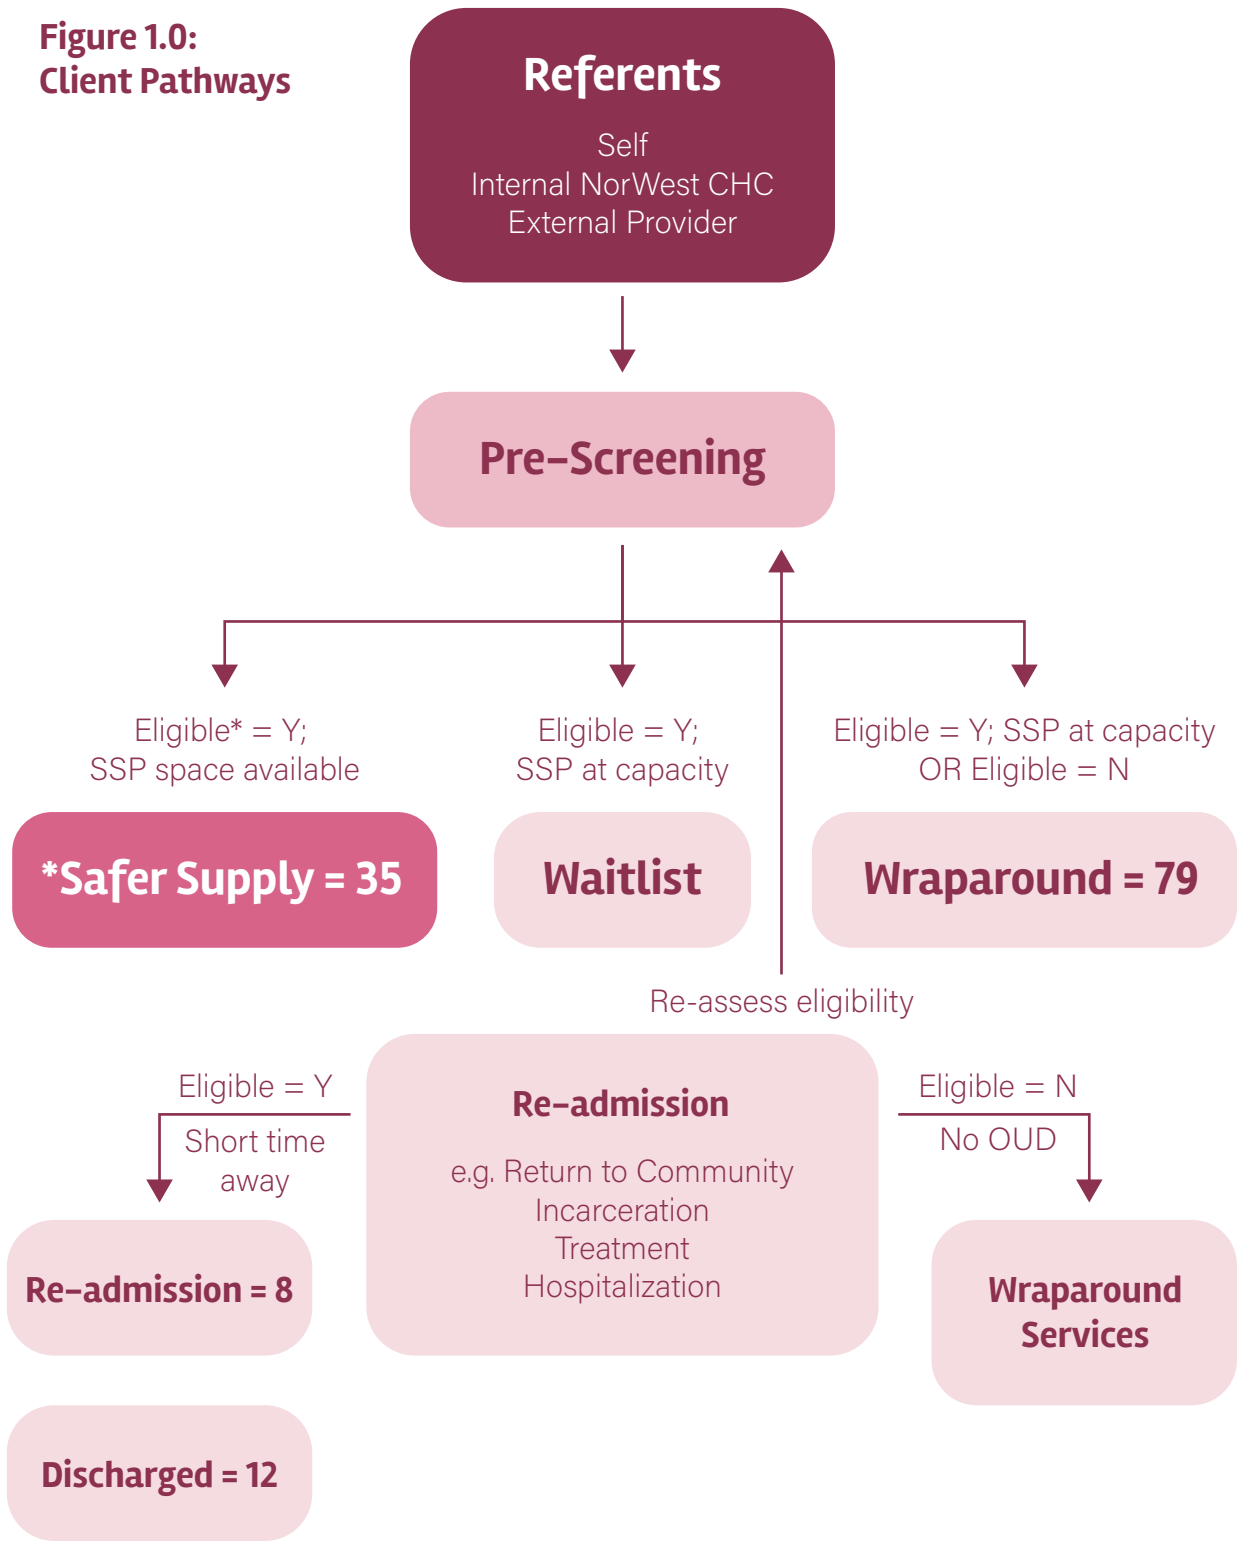 Figure 1.0:
Client Pathways
Referents
Self
Internal NorWest CHC
External Provider
Pre–Screening
Eligible* = Y;
SSP space available
Eligible = Y;
SSP at capacity
Eligible = Y; SSP at capacity
OR Eligible = N
*Safer Supply = 35
Waitlist
Wraparound = 79
Re-assess eligibility
Eligible = Y
Short time
away
Re–admission
e.g. Return to Community
Incarceration
Treatment
Hospitalization
Eligible = N
No OUD
Re–admission = 8
Wraparound
Services
Discharged = 12